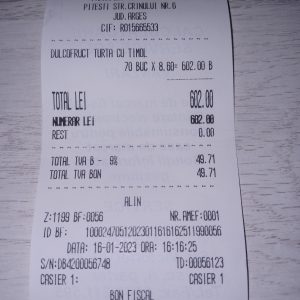 PITESTI STR.CRINULUI NR.6
JUD.ARGES
CIF: RO15665533
DULCOFRUCT TURTA CU TIMOL
70 BUC X 8.60= 602.00 B
TOTAL LEI 602.00
NUMERAR LEI 602.00
REST 0.00
TOTAL TVA B - 9% 49.71
TOTAL TVA BON 49.71
ALIN
Z:1199 BF:0056 NR.AMEF:0001
ID BF: 10002470512023011616162511990056
DATA: 16-01-2023 ORA: 16:16:25
S/N:DB4200056748 TD:00056123
CASIER 1: CASIER 1
BON FISCAL